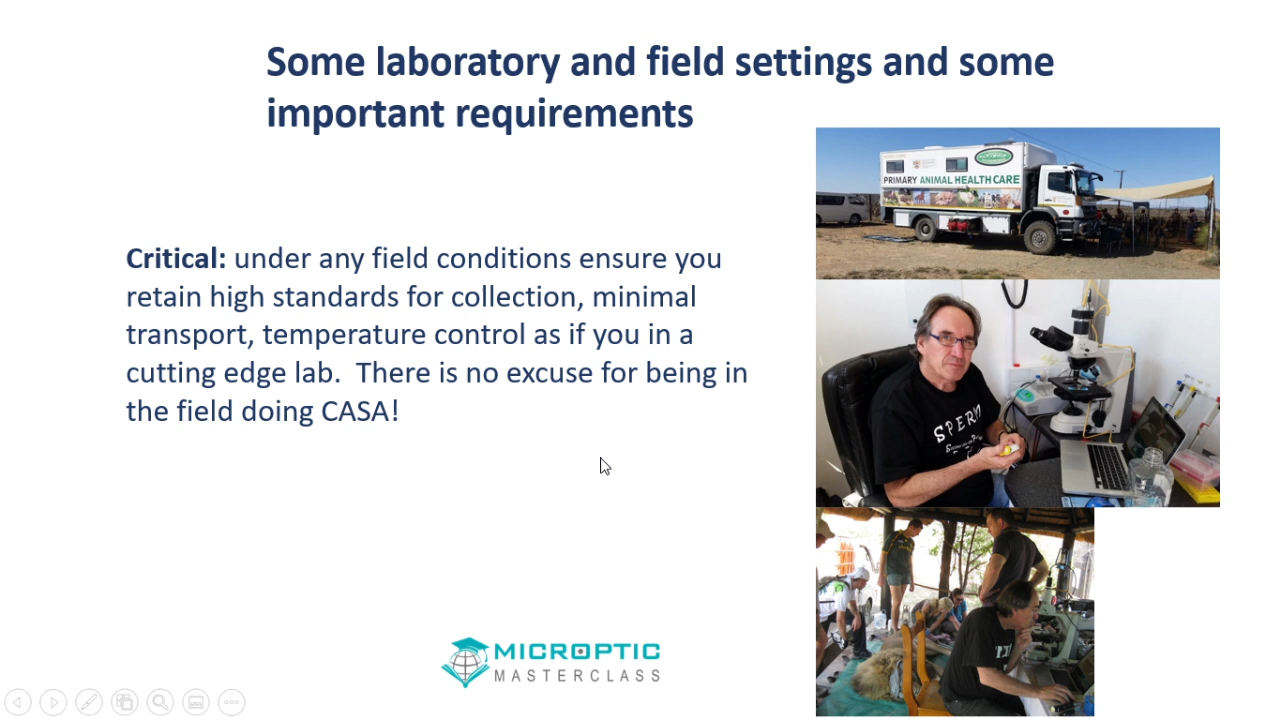 Some laboratory and field settings and some
important requirements
PRIMARY ANIMAL HEALTH CARE
Critical: under any field conditions ensure you
retain high standards for collection, minimal
transport, temperature control as if you in a
cutting edge lab.  There is no excuse for being in
the field doing CASA!
SPERM
MICROPTIC
MASTERCLASS